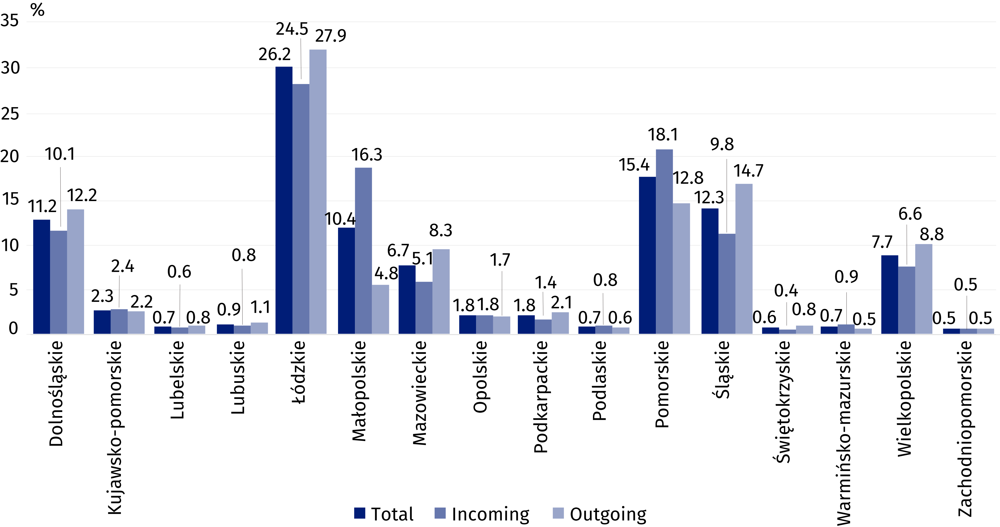 %
35
30
25
20
15
10
5
0
11.2 10.1 12.2
2.3 2.4 2.2
0.7 0.6 0.8
0.9 0.8 1.1
26.2 24.5 27.9
10.4 16.3 4.8
6.7 5.1 8.3
1.8 1.8 1.7
1.8 1.4 2.1
0.7 0.8 0.6
15.4 18.1 12.8
12.3 9.8 14.7
0.6 0.4 0.8
0.7 0.9 0.5
7.7 6.6 8.8
0.5 0.5 0.5
Dolnośląskie
Kujawsko-pomorskie
Lubelskie
Lubuskie
Łódzkie
Małopolskie
Mazowieckie
Opolskie
Podkarpackie
Podlaskie
Pomorskie
Śląskie
Świętokrzyskie
Warmińsko-mazurskie
Wielkopolskie
Zachodniopomorskie
Total Incoming Outgoing